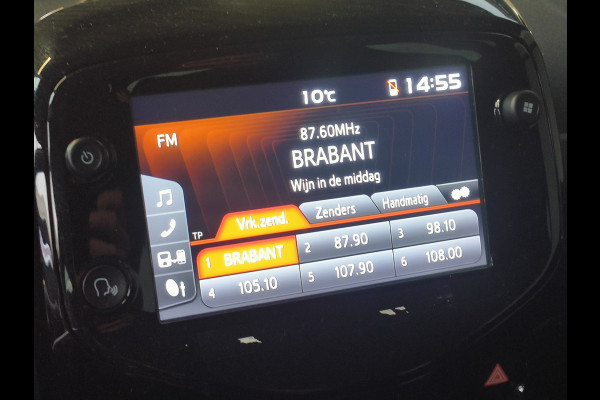 10°C 14:55
FM 87.60MHz
BRABANT
Wijn in de middag
TP Vrk.zend. Zenders Handmatig
1 BRABANT 2 87.90 3 98.10
4 105.10 5 107.90 6 108.00